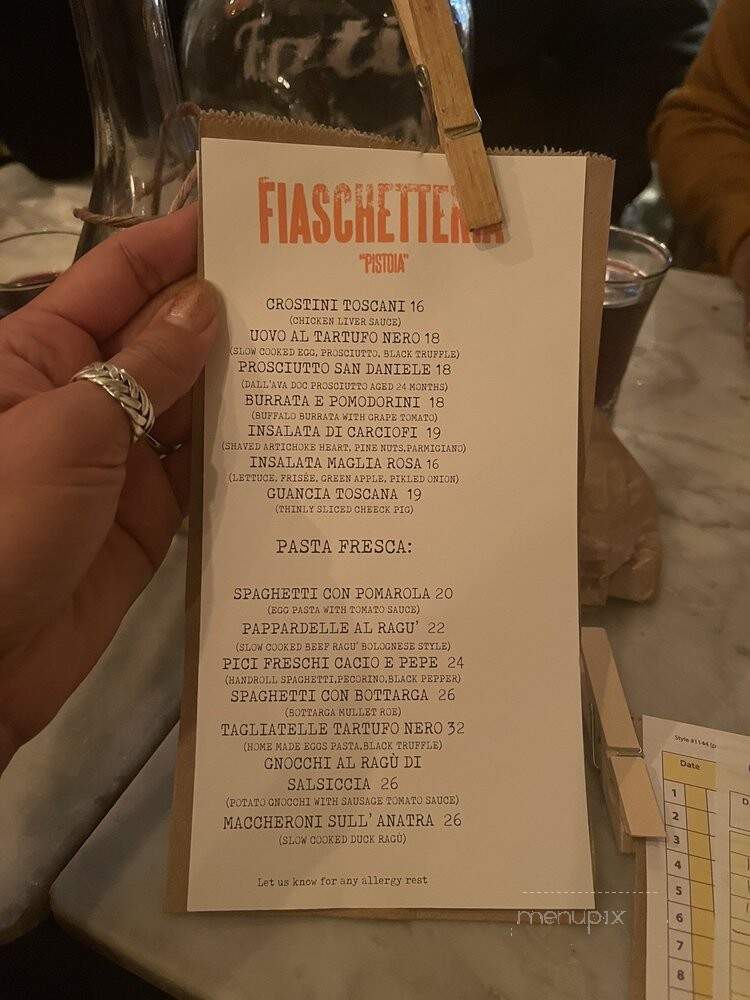 FIASCHETTERIA
"PISTOIA"
CROSTINI TOSCANI 16
(CHICKEN LIVER SAUCE)
UOVO AL TARTUFO NERO 18
(SLOW COOKED EGG, PROSCIUTTO, BLACK TRUFFLE)
PROSCIUTTO SAN DANIELE 18
(DALL'AVA DOC PROSCIUTTO AGED 24 MONTHS)
BURRATA E POMODORINI 18
(BUFFALO BURRATA WITH GRAPE TOMATO)
INSALATA DI CARCIOFI 19
(SHAVED ARTICHOKE HEART, PINE NUTS,PARMIGIANO)
INSALATA MAGLIA ROSA 16
(LETTUCE, FRISÉE, GREEN APPLE, PIKLED ONION)
GUANCIA TOSCANA 19
(THINLY SLICED CHEECK PIG)
PASTA FRESCA:
SPAGHETTI CON POMAROLA 20
(EGG PASTA WITH TOMATO SAUCE)
PAPPARDELLE AL RAGU' 22
(SLOW COOKED BEEF RAGU' BOLOGNESE STYLE)
PICI FRESCHI CACIO E PEPE 24
(HANDROLL SPAGHETTI,PECORINO,BLACK PEPPER)
SPAGHETTI CON BOTTARGA 26
(BOTTARGA MULLET ROE)
TAGLIATELLE TARTUFO NERO 32
(HOME MADE EGGS PASTA,BLACK TRUFFLE)
GNOCCHI AL RAGÙ DI
SALSICCIA 26
(POTATO GNOCCHI WITH SAUSAGE TOMATO SAUCE)
MACCHERONI SULL' ANATRA 26
(SLOW COOKED DUCK RAGÚ)
Let us know for any allergy rest
menupix
Style #1144
Date
1
2
3
4
5
6
7
8